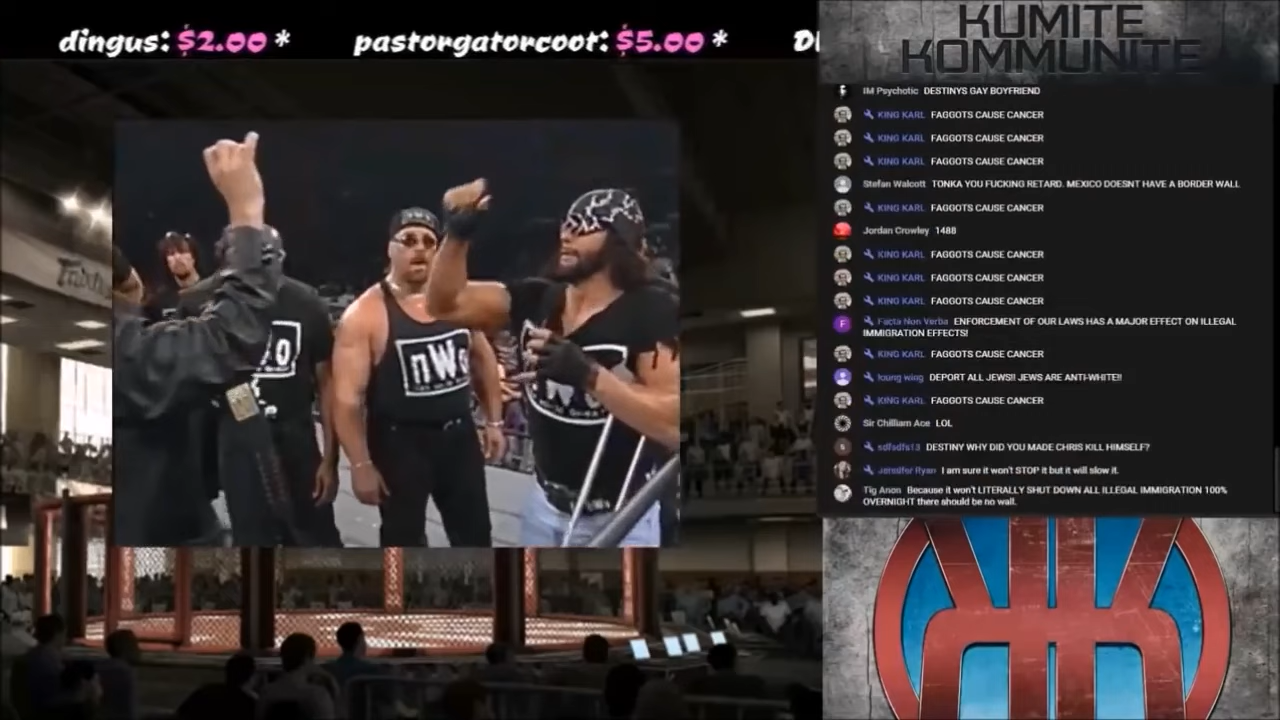 dingus: $2.00 * pastorgatorcoot: $5.00 *
KUMITE
KOMMUNITE
IM Psychotic DESTINYS GAY BOYFRIEND
KING KARL FAGGOTS CAUSE CANCER
KING KARL FAGGOTS CAUSE CANCER
KING KARL FAGGOTS CAUSE CANCER
Stefan Walcott TONKA YOU FUCKING RETARD. MEXICO DOESNT HAVE A BORDER WALL
KING KARL FAGGOTS CAUSE CANCER
Jordan Crowley 1488
KING KARL FAGGOTS CAUSE CANCER
KING KARL FAGGOTS CAUSE CANCER
KING KARL FAGGOTS CAUSE CANCER
F Facta Non Verba ENFORCEMENT OF OUR LAWS HAS A MAJOR EFFECT ON ILLEGAL
IMMIGRATION EFFECTS!
KING KARL FAGGOTS CAUSE CANCER
DEPORT ALL JEWS!! JEWS ARE ANTI-WHITE!!
KING KARL FAGGOTS CAUSE CANCER
Sir Chilliam Ace LOL
sdfsdfs13 DESTINY WHY DID YOU MADE CHRIS KILL HIMSELF?
Jeredfer Ryan I am sure it won't STOP it but it will slow it.
Tig Anon Because it won't LITERALLY SHUT DOWN ALL ILLEGAL IMMIGRATION 100%
OVERNIGHT there should be no wall.
nWo